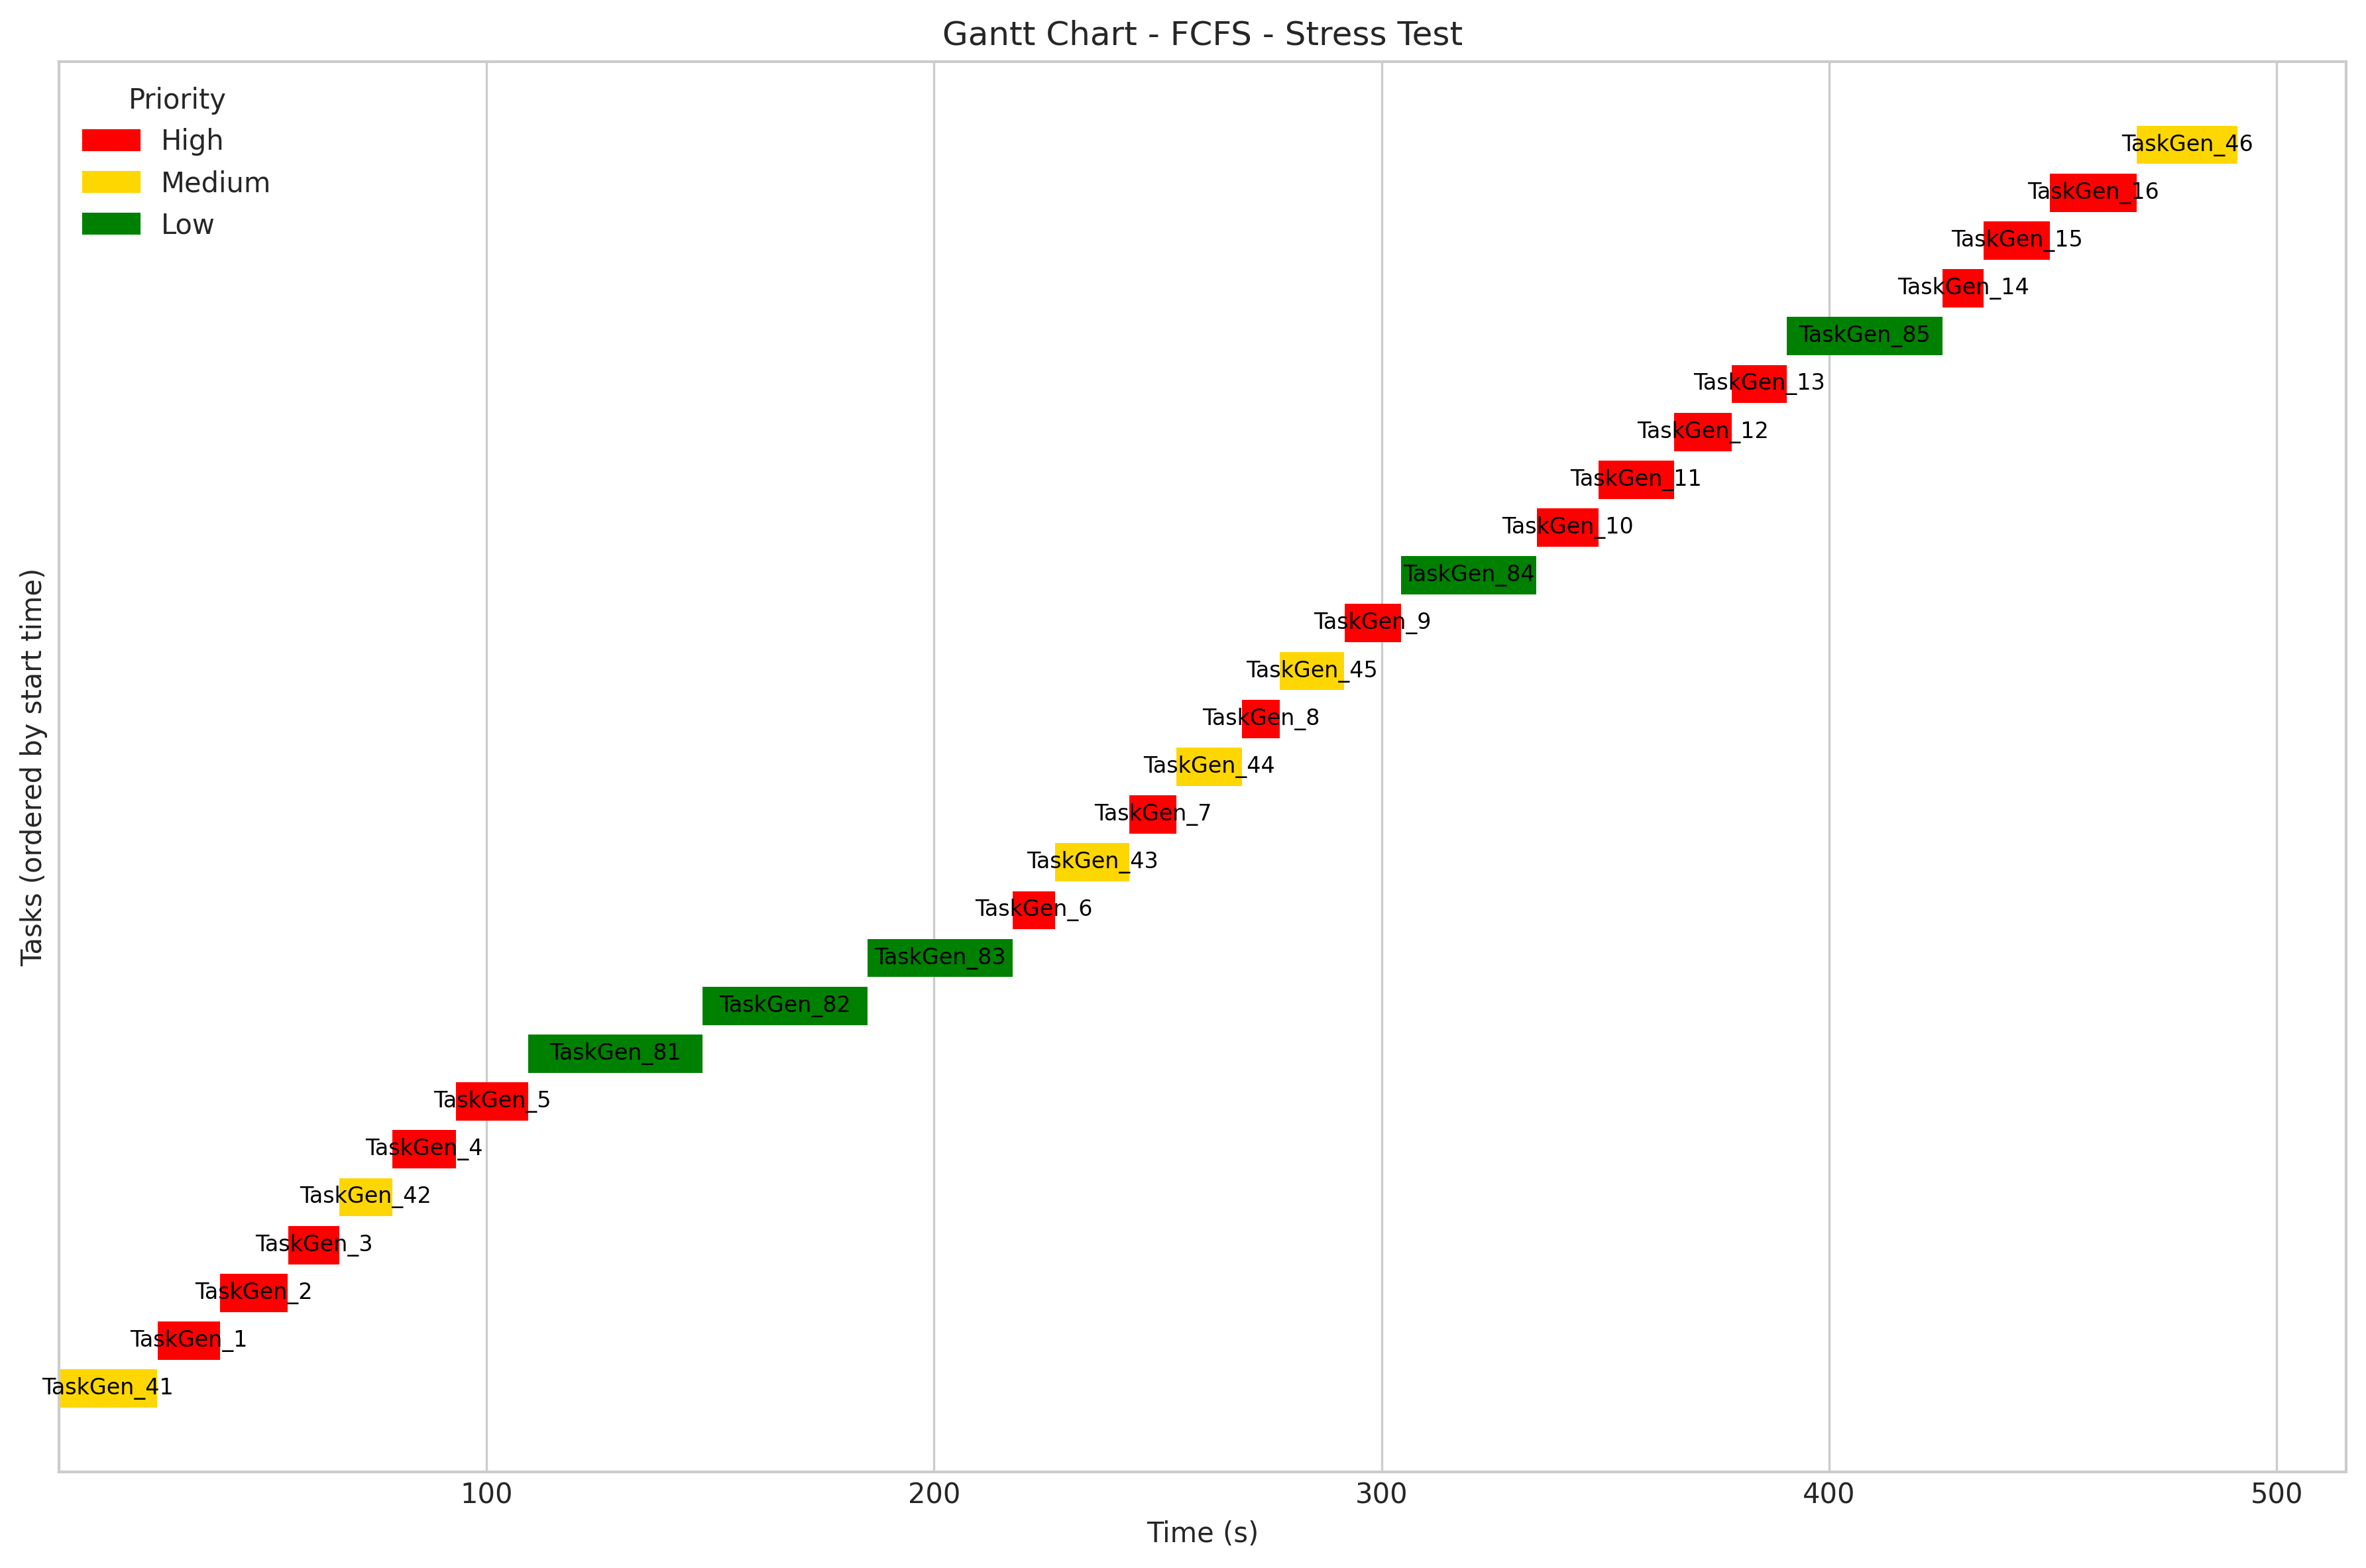 Gantt Chart - FCFS - Stress Test
Priority
High
Medium
Low
TaskGen_46
TaskGen_16
TaskGen_15
TaskGen_14
TaskGen_85
TaskGen_13
TaskGen_12
TaskGen_11
TaskGen_10
TaskGen_84
TaskGen_9
TaskGen_45
TaskGen_8
TaskGen_44
TaskGen_7
TaskGen_43
TaskGen_6
TaskGen_83
TaskGen_82
TaskGen_81
TaskGen_5
TaskGen_4
TaskGen_42
TaskGen_3
TaskGen_2
TaskGen_1
TaskGen_41
Tasks (ordered by start time)
100 200 300 400 500
Time (s)